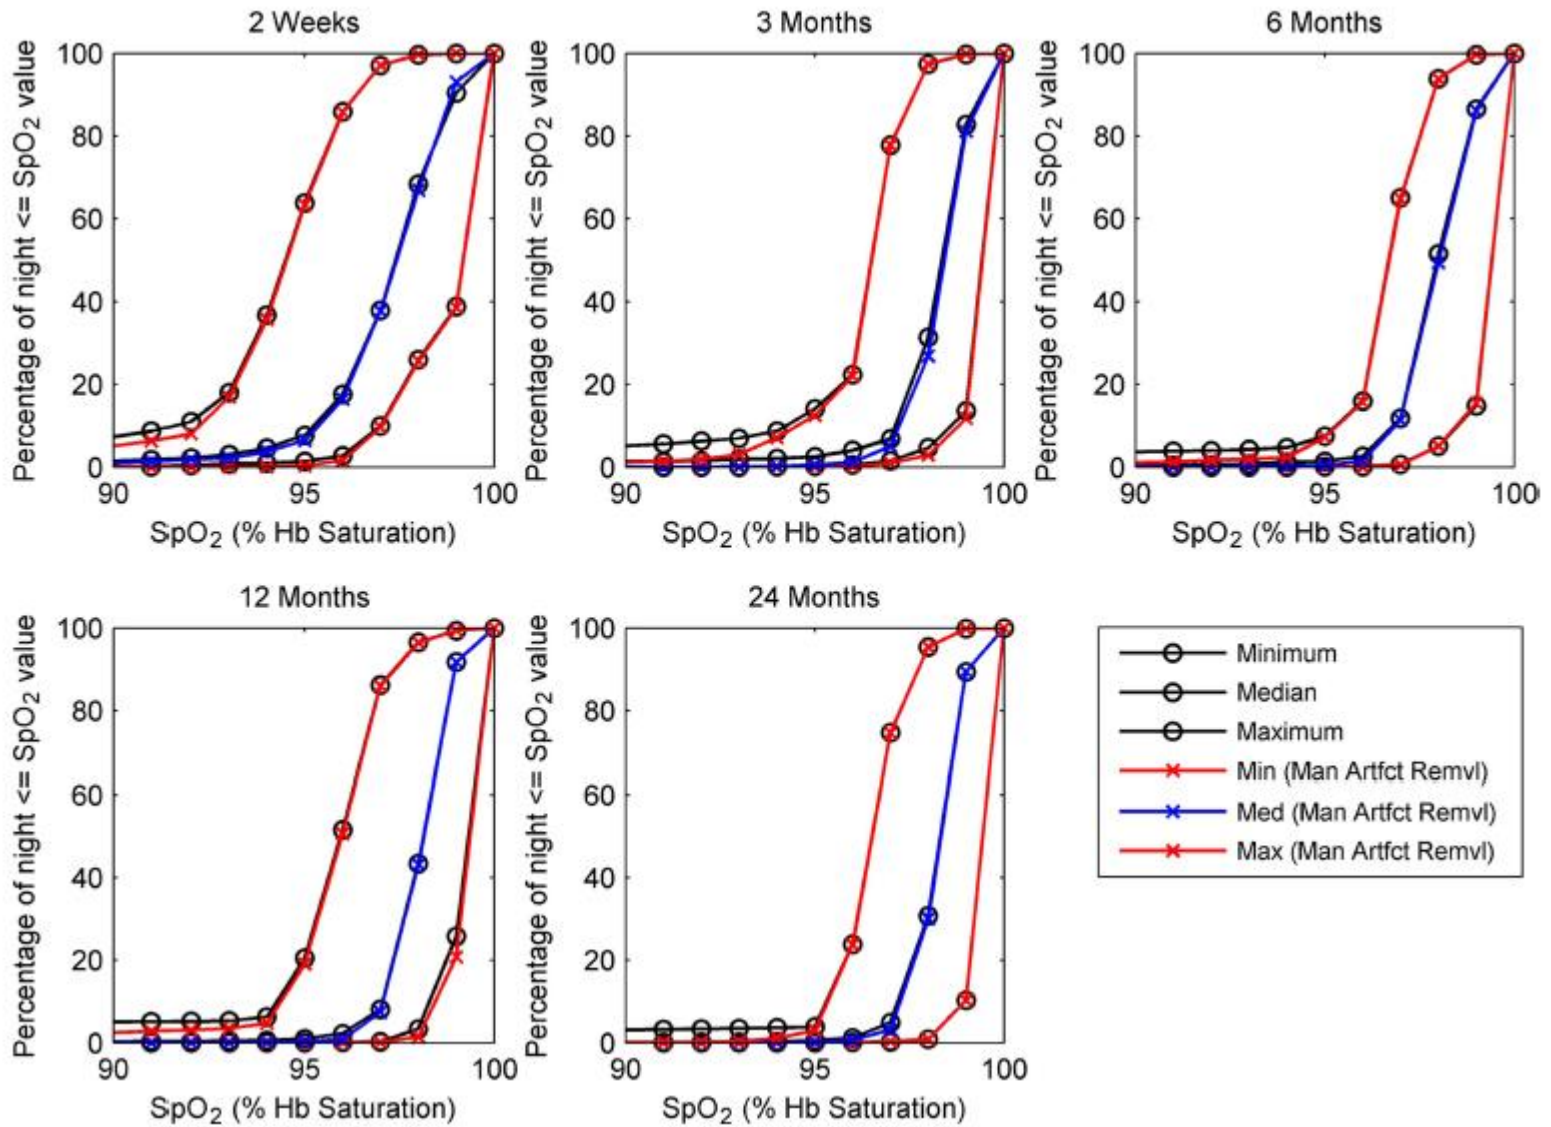 2 Weeks
3 Months
6 Months
Percentage of night <= SpO2 value
100
80
60
40
20
0
90
95
100
SpO2 (% Hb Saturation)
Percentage of night <= SpO2 value
100
80
60
40
20
0
90
95
100
SpO2 (% Hb Saturation)
Percentage of night <= SpO2 value
100
80
60
40
20
0
90
95
100
SpO2 (% Hb Saturation)
12 Months
24 Months
Percentage of night <= SpO2 value
100
80
60
40
20
0
90
95
100
SpO2 (% Hb Saturation)
Percentage of night <= SpO2 value
100
80
60
40
20
0
90
95
100
SpO2 (% Hb Saturation)
Minimum
Median
Maximum
Min (Man Artfct Remvl)
Med (Man Artfct Remvl)
Max (Man Artfct Remvl)